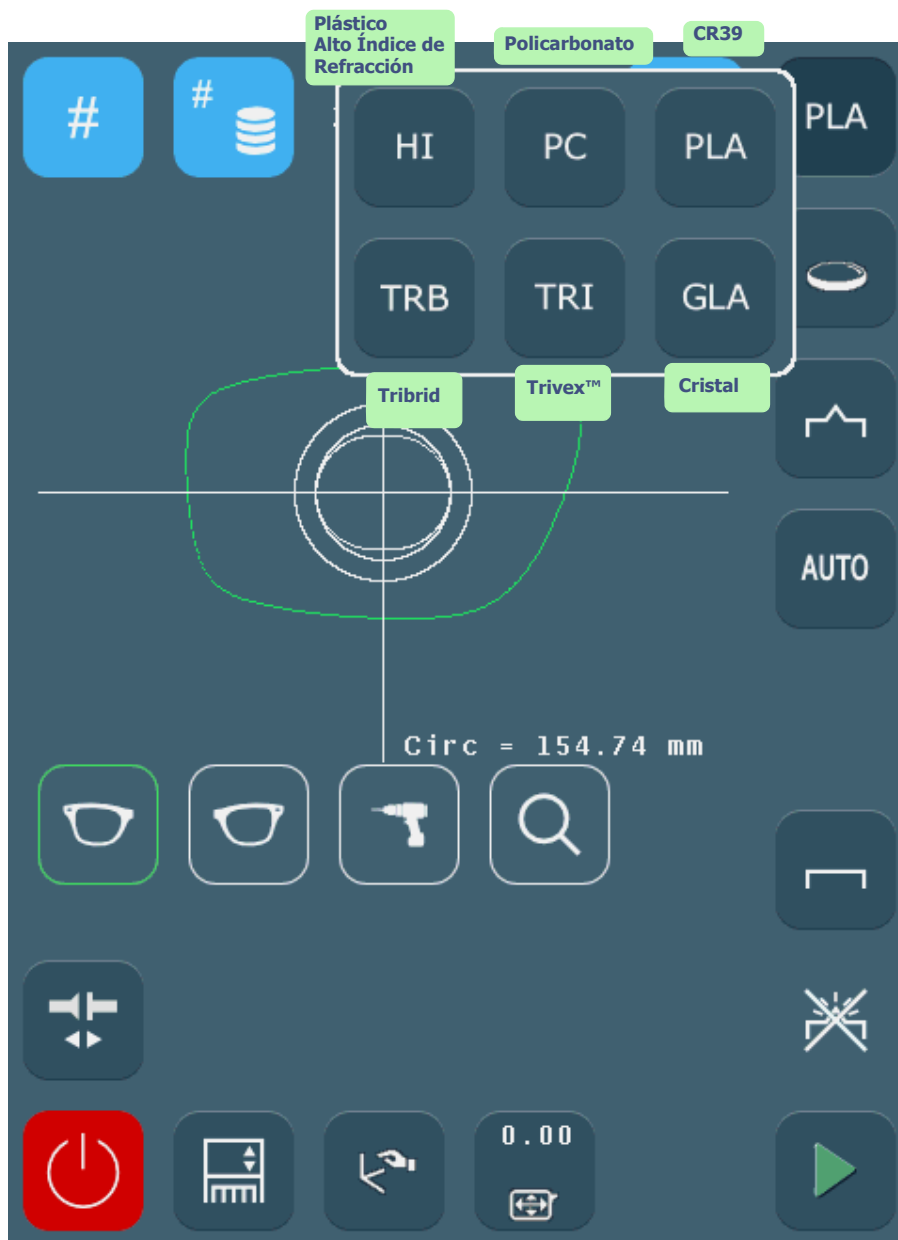 Plástico
Alto Índice de
Refracción
Policarbonato
CR39
#
#
HI
PC
PLA
PLA
TRB
TRI
GLA
Tribrid
Trivex™
Cristal
AUTO
Circ = 154.74 mm
0.00